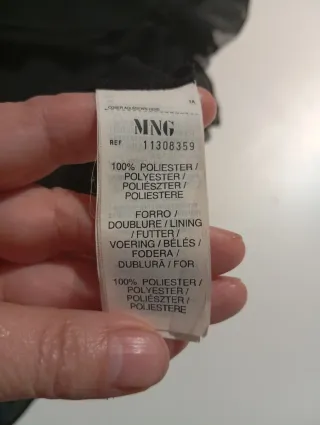 MNG
REF 11308359
100% POLIESTER /
POLYESTER /
POLIÉSZTER /
POLIESTERE
FORRO /
DOUBLURE / LINING
/ FUTTER /
VOERING / BÉLÉS /
FODERA /
DUBLURĂ / FOR
100% POLIESTER /
POLYESTER /
POLIÉSZTER /
POLIESTERE